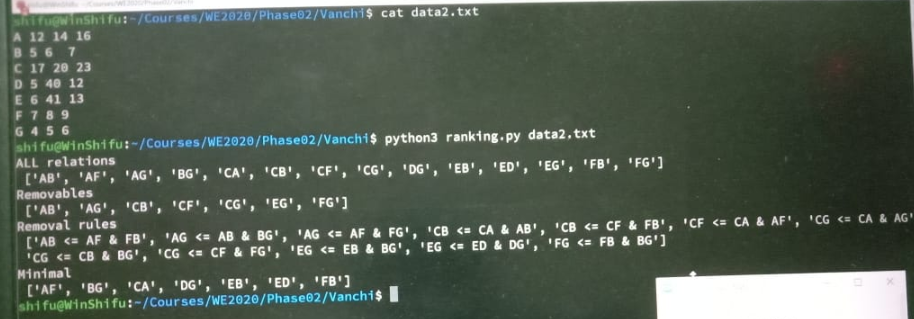 shifu@WinShifu:~/Courses/WE2020/Phase02/Vanchi$ cat data2.txt
A 12 14 16
B 5 6  7
C 17 20 23
D 5 40 12
E 6 41 13
F 7 8 9
G 4 5 6
shifu@WinShifu:~/Courses/WE2020/Phase02/Vanchi$ python3 ranking.py data2.txt
ALL relations
['AB', 'AF', 'AG', 'BG', 'CA', 'CB', 'CF', 'CG', 'DG', 'EB', 'ED', 'EG', 'FB', 'FG']
Removables
['AB', 'AG', 'CB', 'CF', 'CG', 'EG', 'FG']
Removal rules
['AB <= AF & FB', 'AG <= AB & BG', 'AG <= AF & FG', 'CB <= CA & AB', 'CB <= CF & FB', 'CF <= CA & AF', 'CG <= CA & AG'
'CG <= CB & BG', 'CG <= CF & FG', 'EG <= EB & BG', 'EG <= ED & DG', 'FG <= FB & BG']
Minimal
['AF', 'BG', 'CA', 'DG', 'EB', 'ED', 'FB']
shifu@WinShifu:~/Courses/WE2020/Phase02/Vanchi$